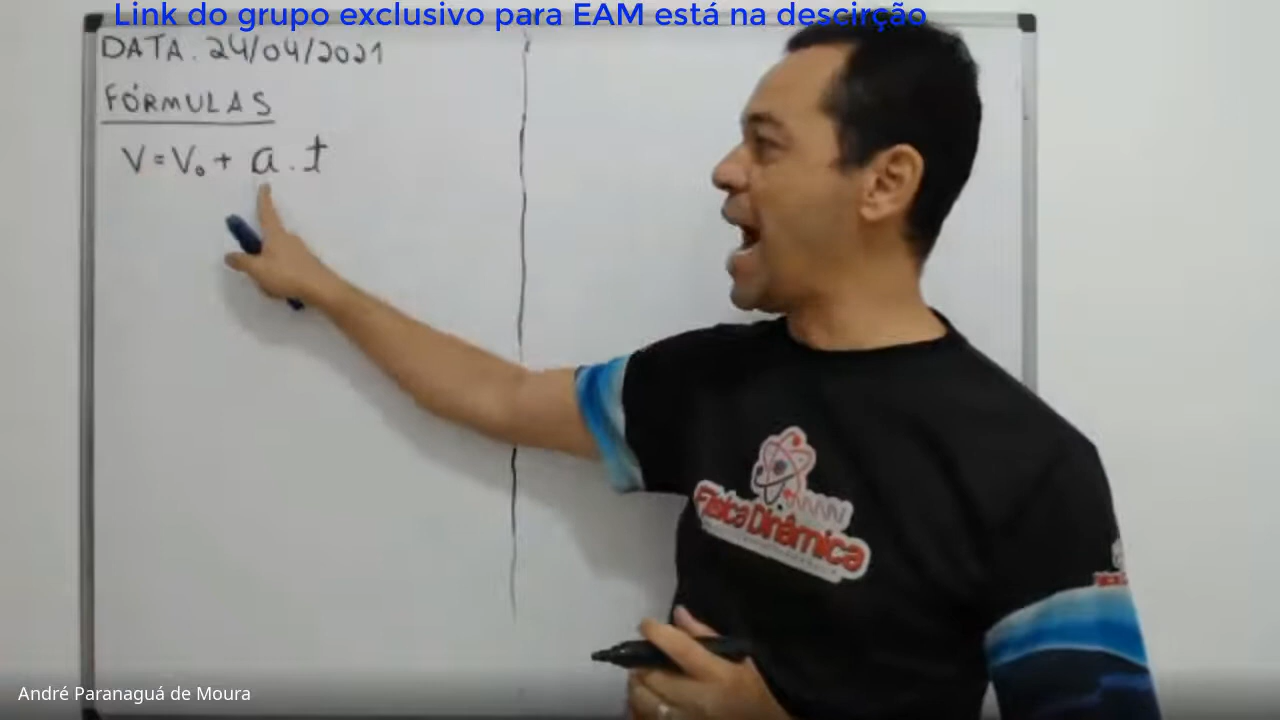 Link do grupo exclusivo para EAM está na descirção
DATA. 24/04/2021
FÓRMULAS
V = V₀ + a . t
Física Dinâmica
André Paranaguá de Moura